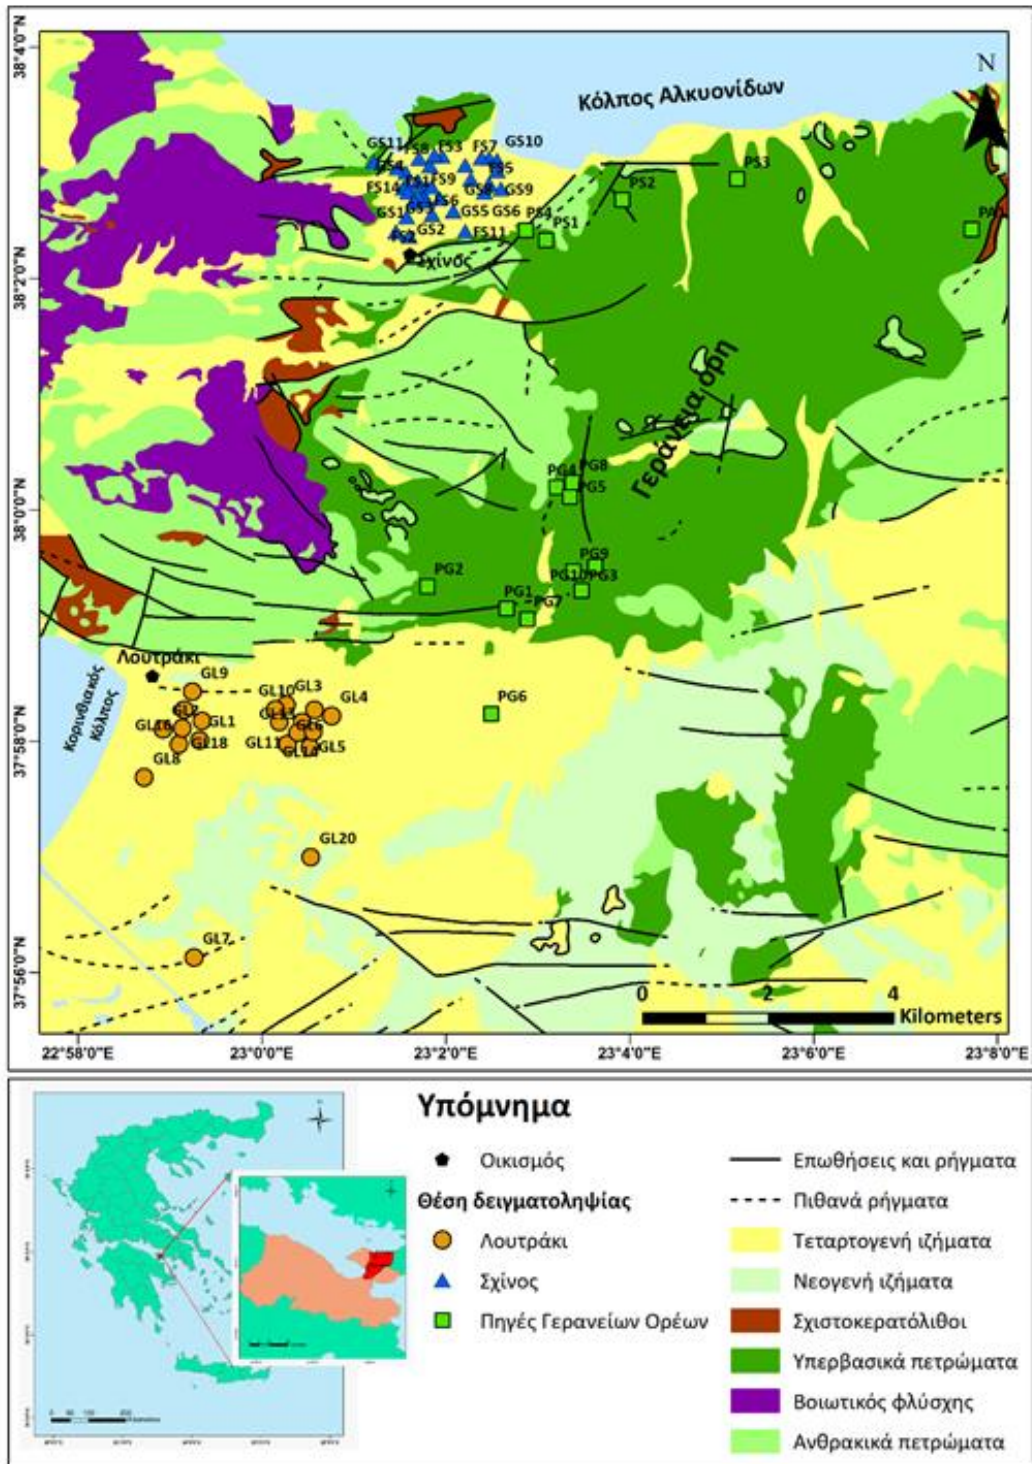 38°4'0"N
38°2'0"N
38°0'0"N
37°58'0"N
37°56'0"N
N
Κόλπος Αλκυονίδων
GS11
FS8
FS3
FS7
GS10
FS9
GS9
FS14
FS6
GS1
GS5
GS6
GS2
FS11
Σχίνος
PS4
PS1
PS2
PS3
PA1
Γεράνεια όρη
PG8
PG4
PG5
PG9
PG10
PG3
PG2
PG1
PG7
PG6
Λουτράκι
Κορινθιακός
Κόλπος
GL9
GL10
GL3
GL4
GL2
GL1
GL16
GL18
GL8
GL6
GL11
GL14
GL5
GL20
GL7
0 2 4
Kilometers
22°58'0"E 23°0'0"E 23°2'0"E 23°4'0"E 23°6'0"E 23°8'0"E
Υπόμνημα
Οικισμός
Θέση δειγματοληψίας
Λουτράκι
Σχίνος
Πηγές Γερανείων Ορέων
Επωθήσεις και ρήγματα
Πιθανά ρήγματα
Τεταρτογενή ιζήματα
Νεογενή ιζήματα
Σχιστοκερατόλιθοι
Υπερβασικά πετρώματα
Βοιωτικός φλύσχης
Ανθρακικά πετρώματα